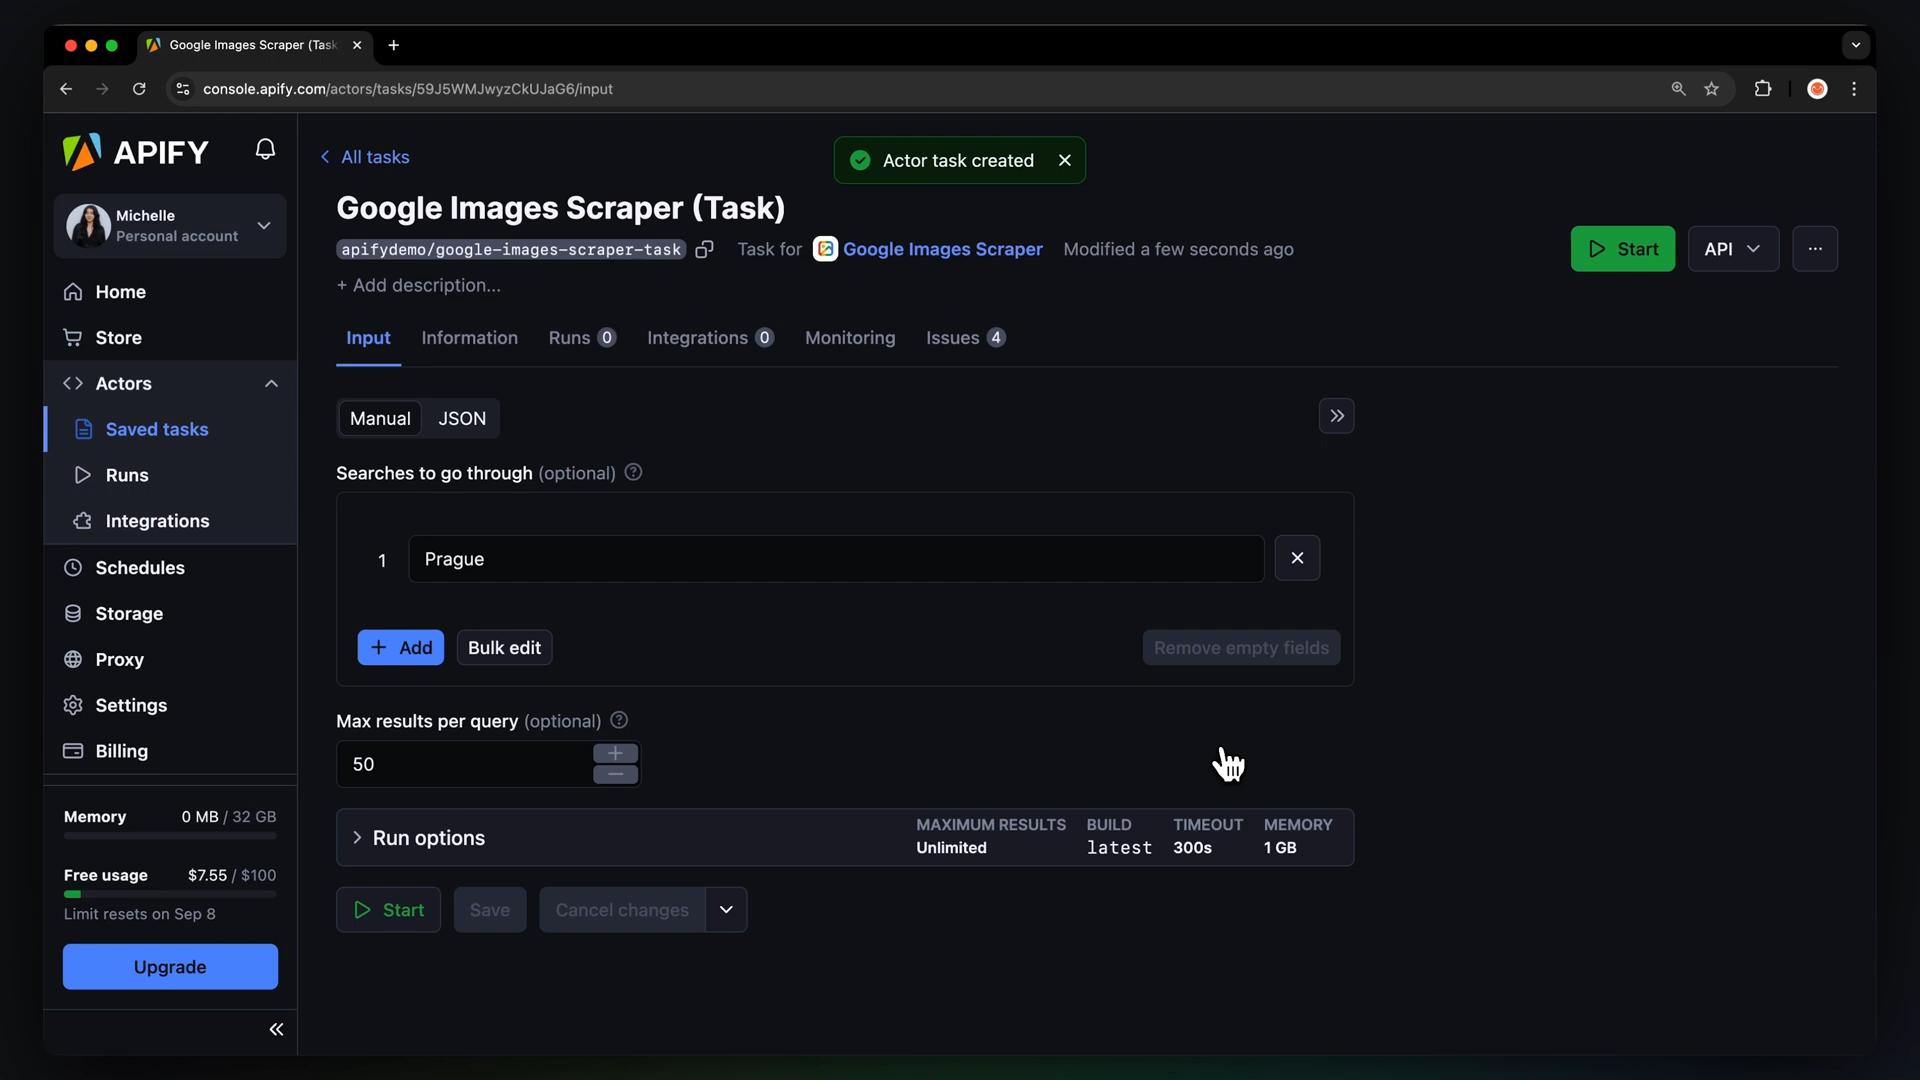 Google Images Scraper (Task
console.apify.com/actors/tasks/59J5WMJwyzCkUJaG6/input
APIFY
Michelle
Personal account
Home
Store
Actors
Saved tasks
Runs
Integrations
Schedules
Storage
Proxy
Settings
Billing
Memory 0 MB / 32 GB
Free usage $7.55 / $100
Limit resets on Sep 8
Upgrade
All tasks
Actor task created
Google Images Scraper (Task)
apifydemo/google-images-scraper-task Task for Google Images Scraper Modified a few seconds ago
+ Add description...
Start API
Input Information Runs 0 Integrations 0 Monitoring Issues 4
Manual JSON
Searches to go through (optional) ?
1 Prague
+ Add Bulk edit Remove empty fields
Max results per query (optional) ?
50
Run options
MAXIMUM RESULTS BUILD TIMEOUT MEMORY
Unlimited latest 300s 1 GB
Start Save Cancel changes